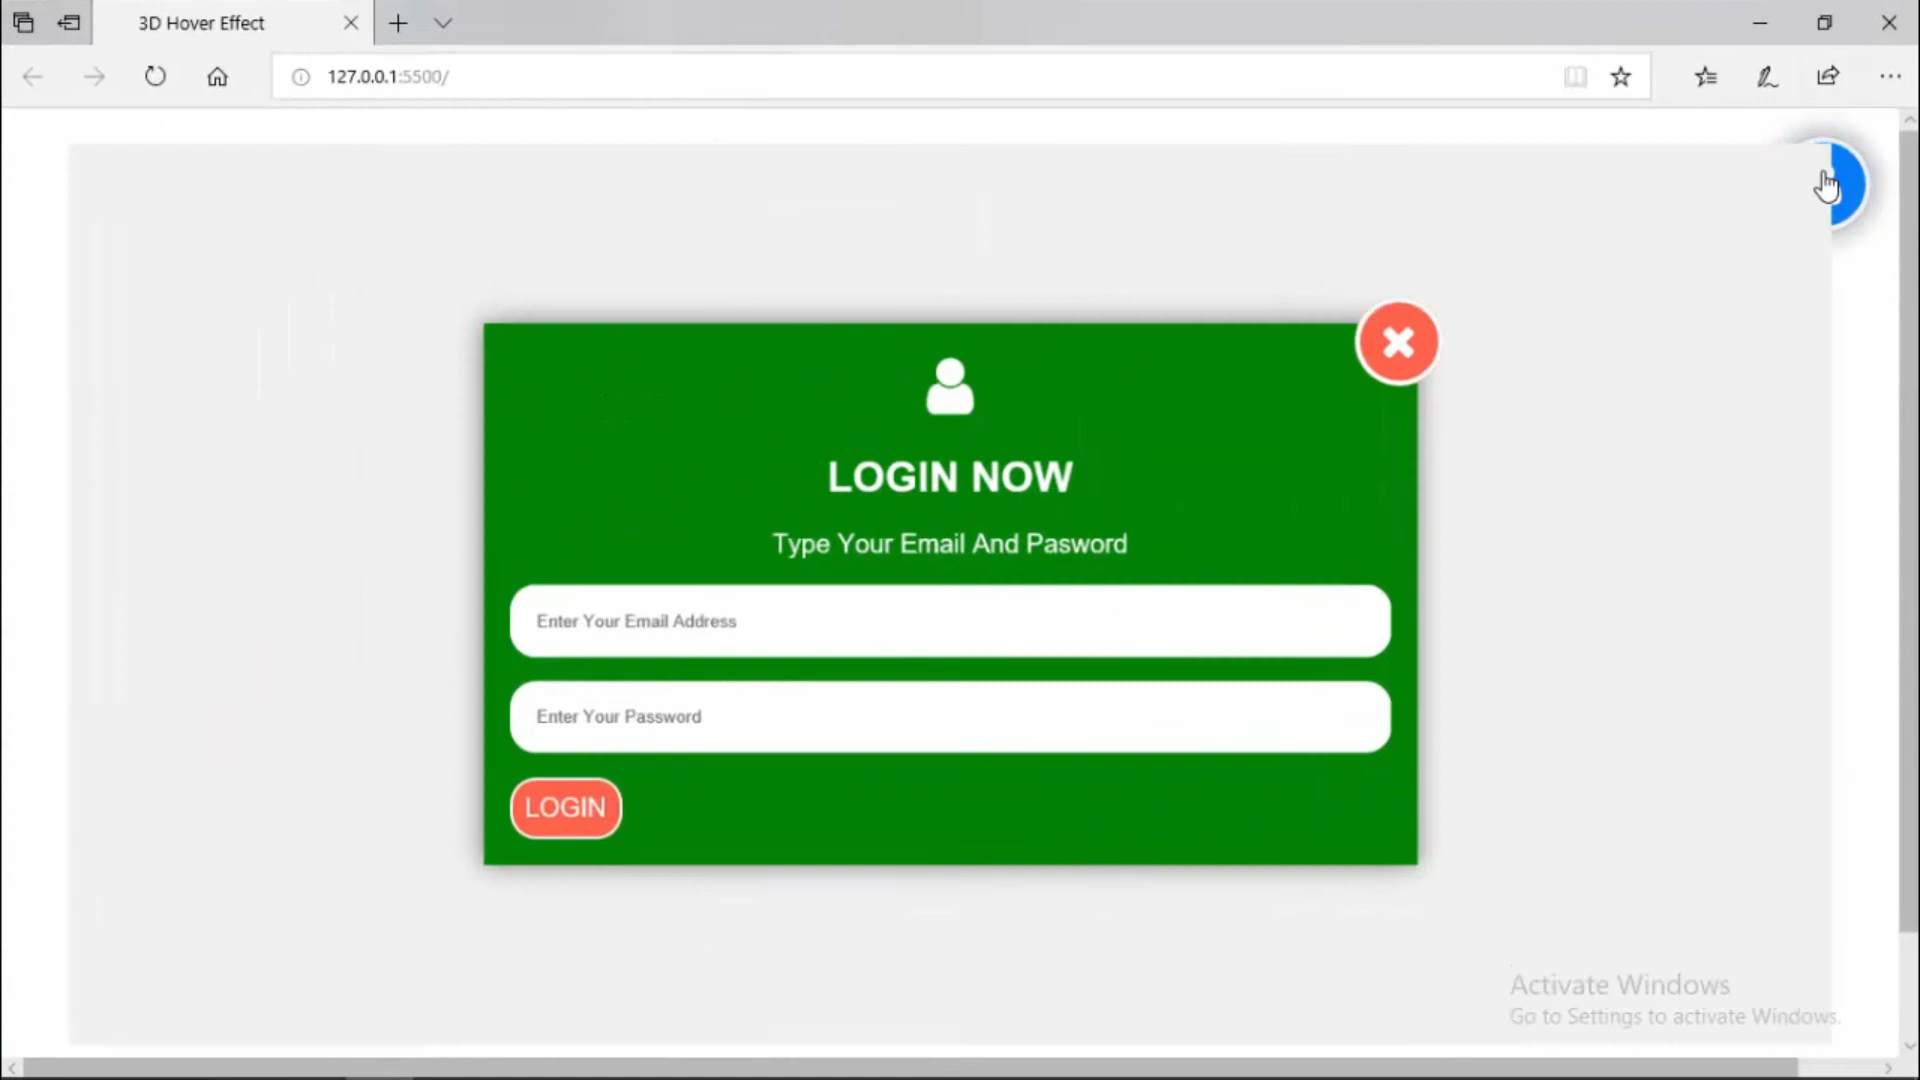 3D Hover Effect
127.0.0.1:5500/
LOGIN NOW
Type Your Email And Pasword
Enter Your Email Address
Enter Your Password
LOGIN
Activate Windows
Go to Settings to activate Windows.